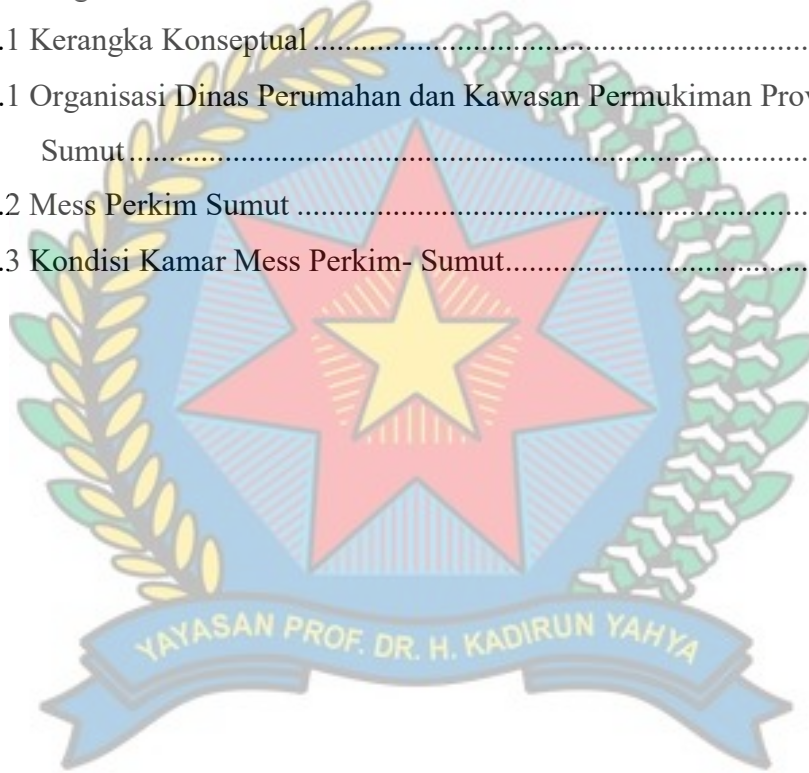 .1 Kerangka Konseptual
.1 Organisasi Dinas Perumahan dan Kawasan Permukiman Prov
Sumut
.2 Mess Perkim Sumut
.3 Kondisi Kamar Mess Perkim- Sumut
YAYASAN PROF. DR. H. KADIRUN YAHYA